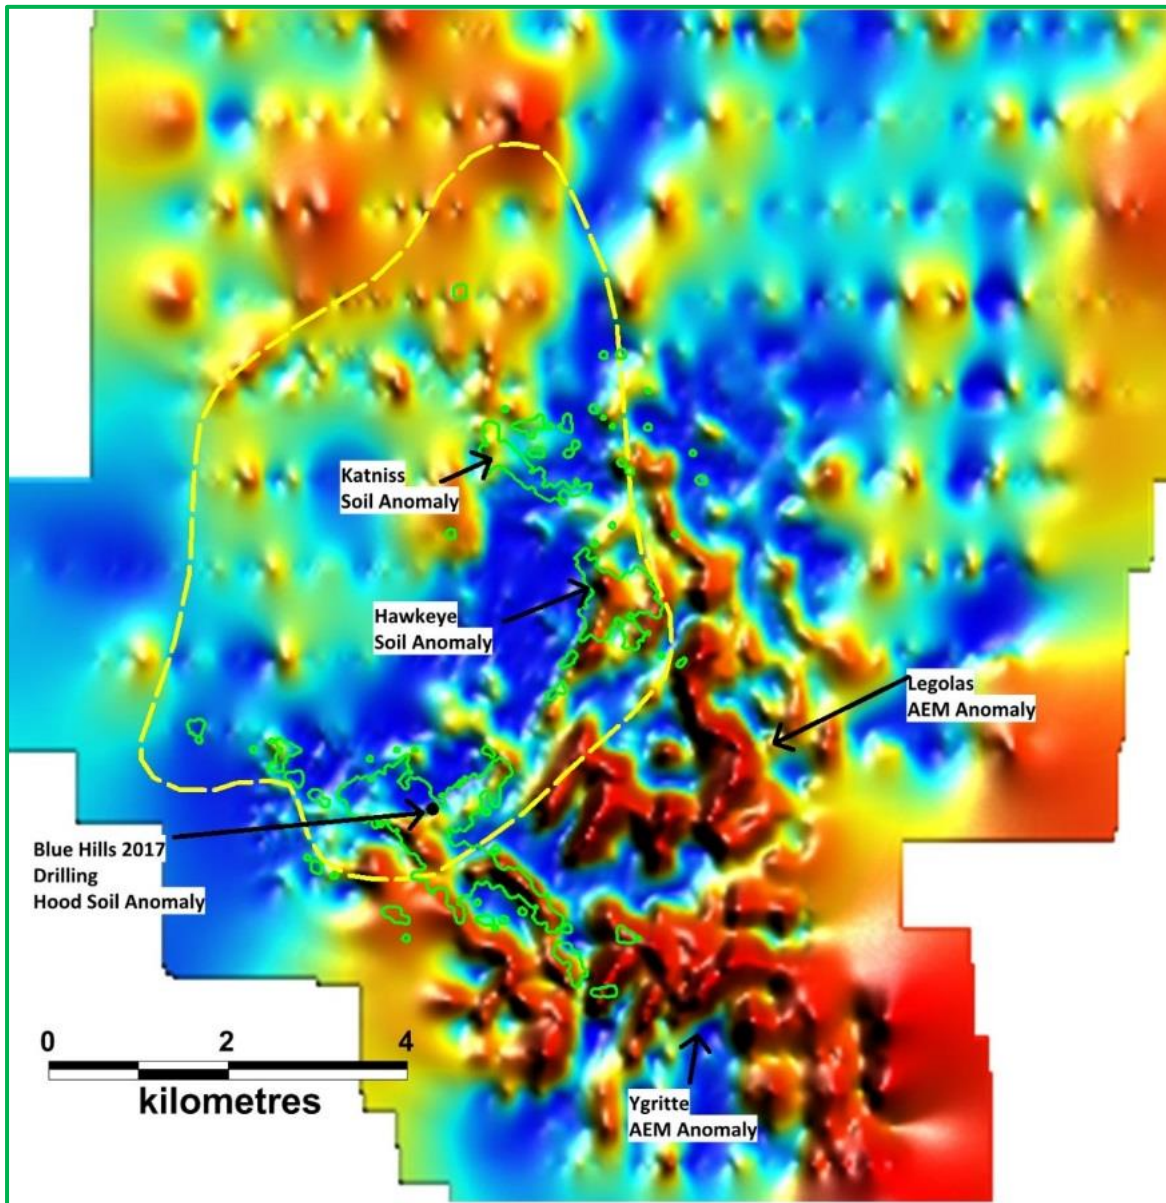 Katniss
Soil Anomaly
Hawkeye
Soil Anomaly
Legolas
AEM Anomaly
Blue Hills 2017
Drilling
Hood Soil Anomaly
0 2 4
kilometres
Ygritte
AEM Anomaly